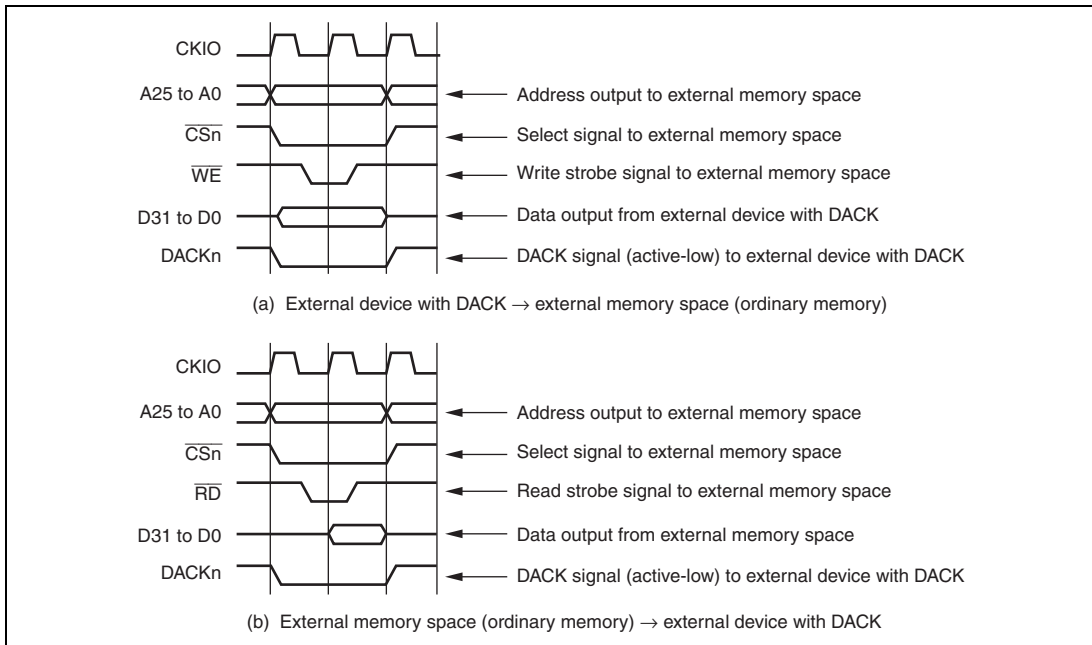 CKIO
A25 to A0 Address output to external memory space
CSn Select signal to external memory space
WE Write strobe signal to external memory space
D31 to D0 Data output from external device with DACK
DACKn DACK signal (active-low) to external device with DACK
(a) External device with DACK → external memory space (ordinary memory)
CKIO
A25 to A0 Address output to external memory space
CSn Select signal to external memory space
RD Read strobe signal to external memory space
D31 to D0 Data output from external memory space
DACKn DACK signal (active-low) to external device with DACK
(b) External memory space (ordinary memory) → external device with DACK